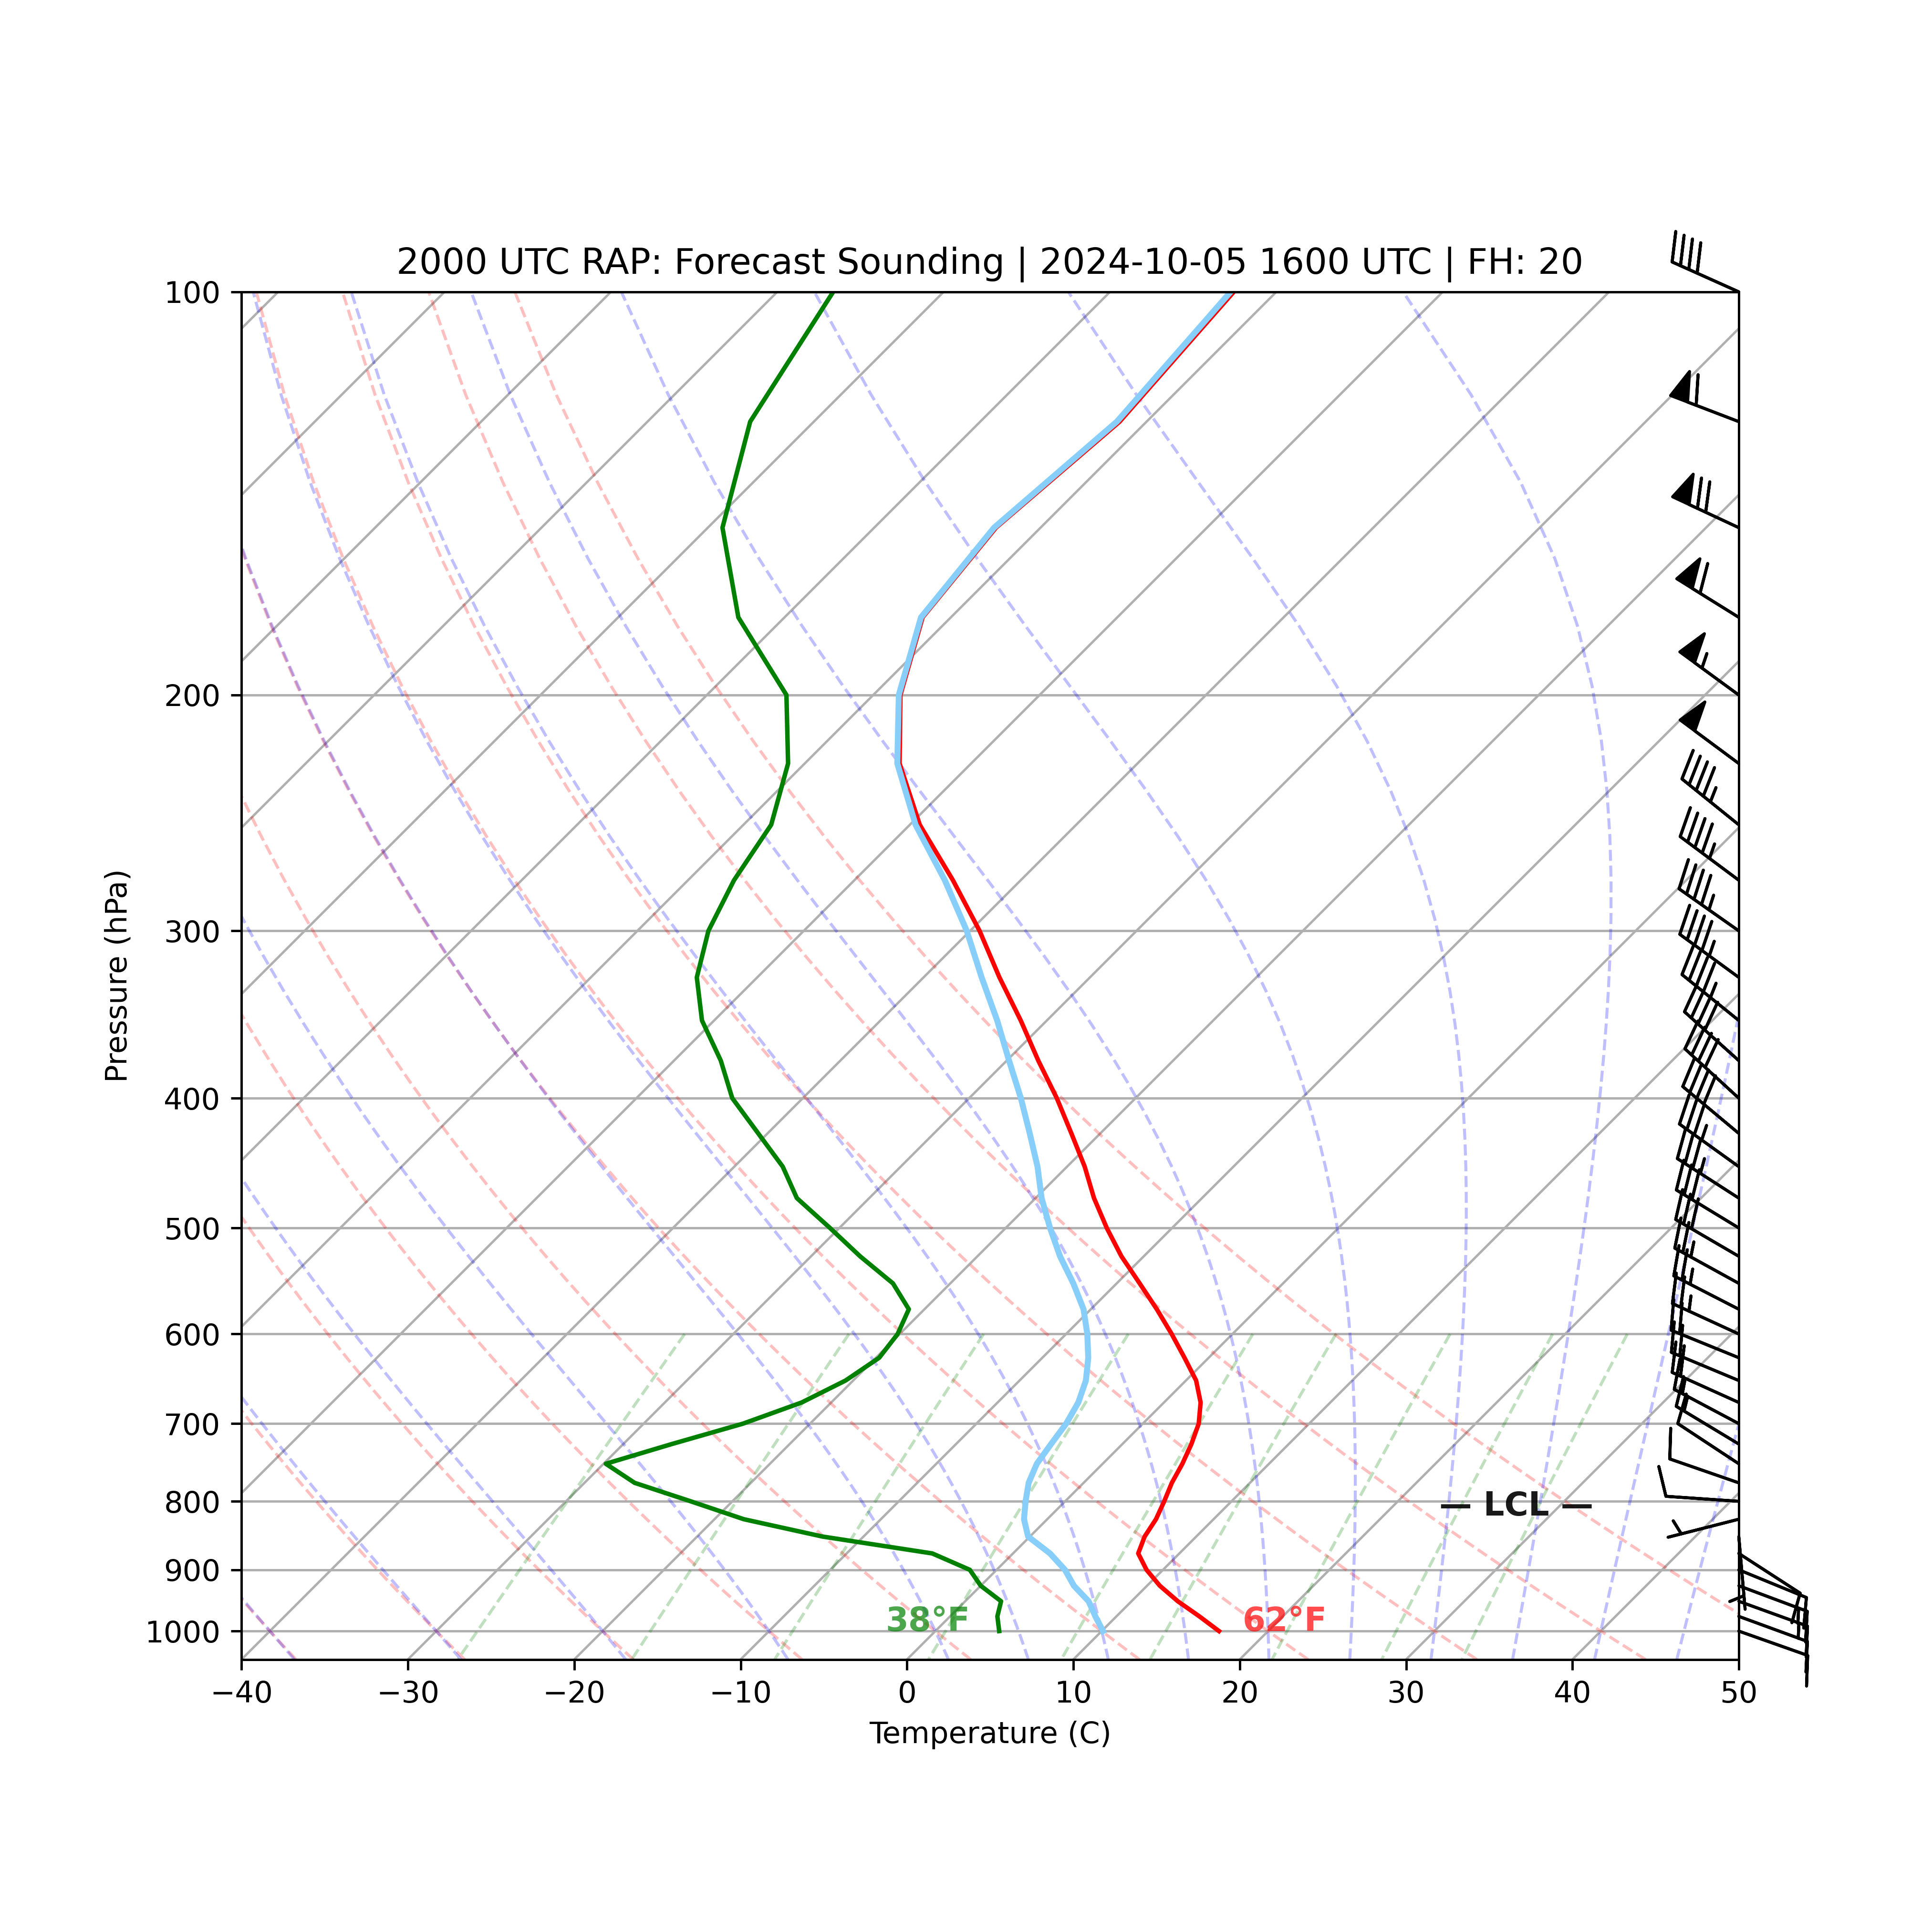 2000 UTC RAP: Forecast Sounding | 2024-10-05 1600 UTC | FH: 20
100
200
300
400
500
600
700
800
900
1000
Pressure (hPa)
— LCL —
38°F
62°F
−40 −30 −20 −10 0 10 20 30 40 50
Temperature (C)